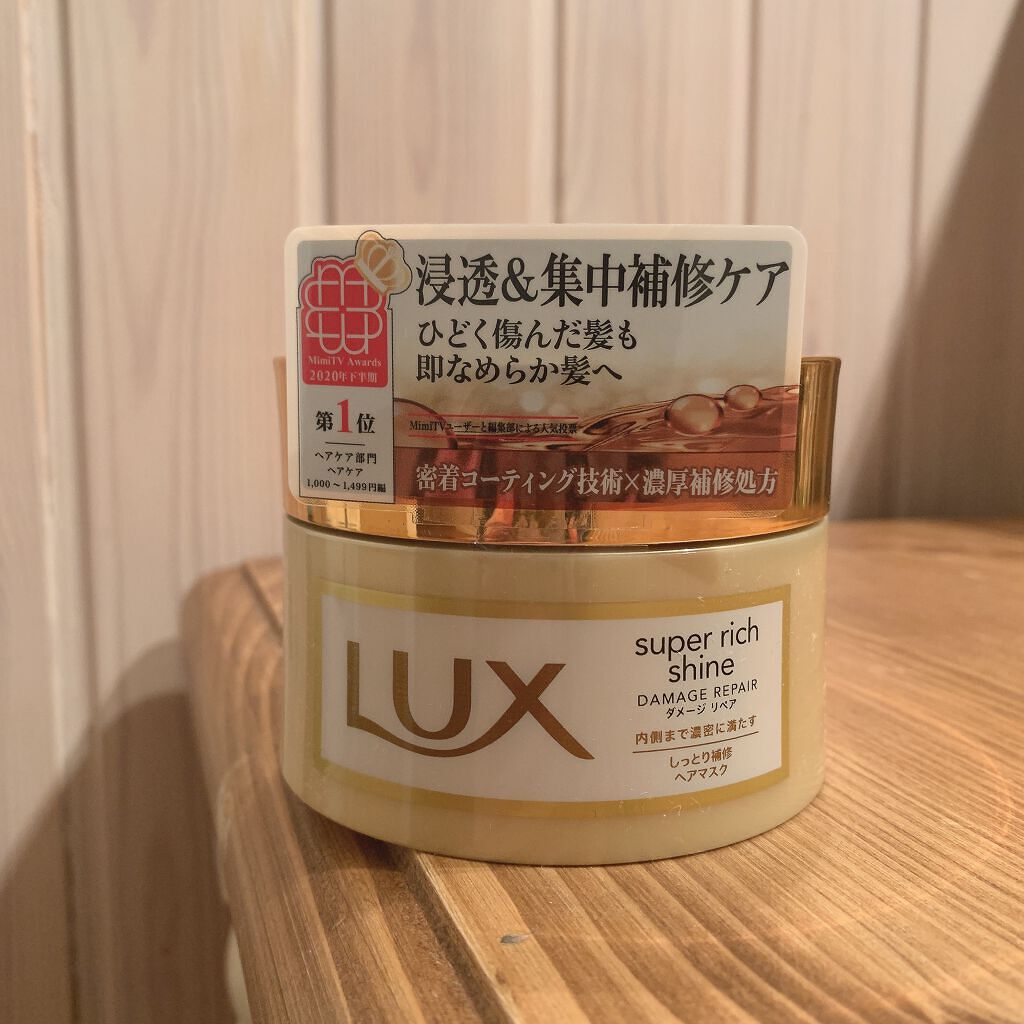 MimiTV Awards
2020年下半期
第1位
ヘアケア部門
ヘアケア
1,000～1,499円編
浸透&集中補修ケア
ひどく傷んだ髪も
即なめらか髪へ
MimiTVユーザーと編集部による人気投票
密着コーティング技術×濃厚補修処方
LUX
super rich
shine
DAMAGE REPAIR
ダメージ リペア
内側まで濃密に満たす
しっとり補修
ヘアマスク